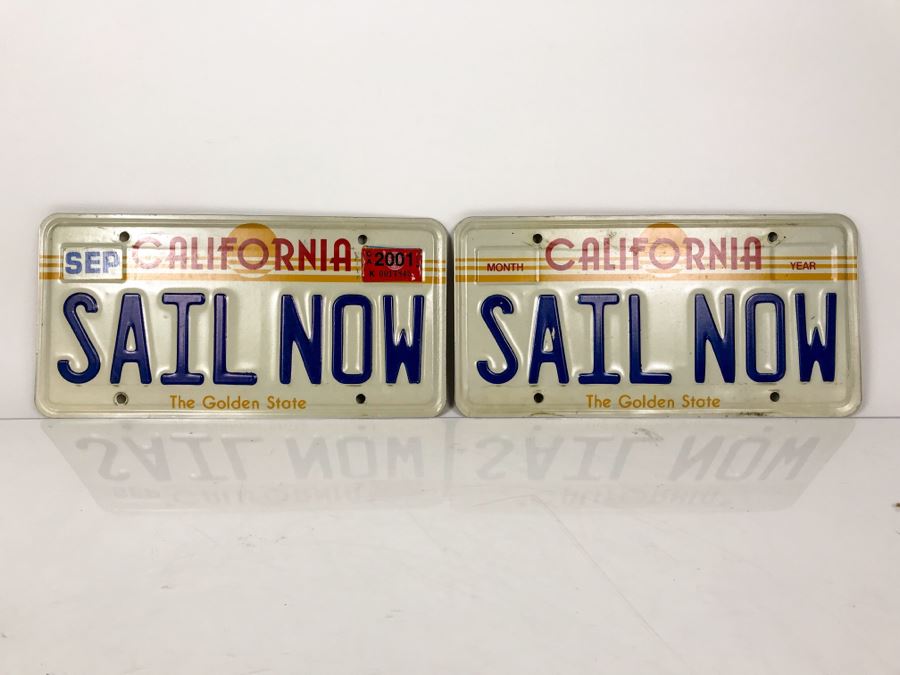 SEP CALIFORNIA 2001
SAIL NOW
The Golden State
MONTH CALIFORNIA YEAR
SAIL NOW
The Golden State